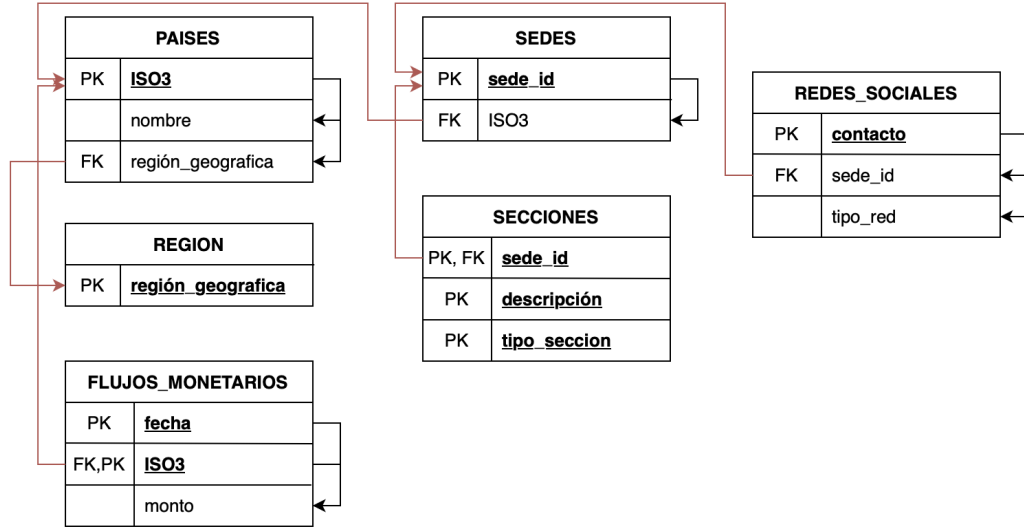 PAISES
PK ISO3
nombre
FK región_geografica
REGION
PK región_geografica
FLUJOS_MONETARIOS
PK fecha
FK,PK ISO3
monto
SEDES
PK sede_id
FK ISO3
SECCIONES
PK, FK sede_id
PK descripción
PK tipo_seccion
REDES_SOCIALES
PK contacto
FK sede_id
tipo_red